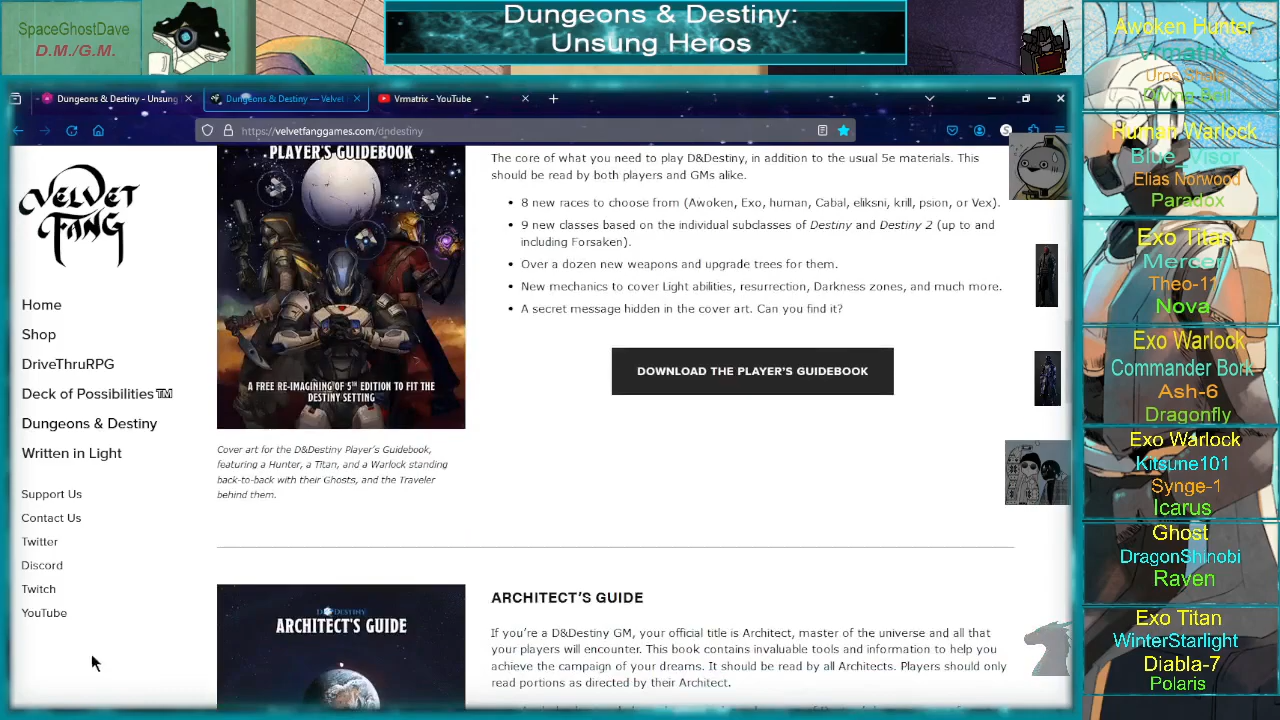 SpaceGhostDave
D.M./G.M.
Dungeons & Destiny:
Unsung Heros
Dungeons & Destiny - Unsung
Dungeons & Destiny — Velvet
Vrmatrix - YouTube
https://velvetfanggames.com/dndestiny
VELVET
FANG
Home
Shop
DriveThruRPG
Deck of Possibilities™
Dungeons & Destiny
Written in Light
Support Us
Contact Us
Twitter
Discord
Twitch
YouTube
PLAYER'S GUIDEBOOK
A FREE RE-IMAGINING OF 5TH EDITION TO FIT THE
DESTINY SETTING
Cover art for the D&Destiny Player's Guidebook,
featuring a Hunter, a Titan, and a Warlock standing
back-to-back with their Ghosts, and the Traveler
behind them.
The core of what you need to play D&Destiny, in addition to the usual 5e materials. This
should be read by both players and GMs alike.
• 8 new races to choose from (Awoken, Exo, human, Cabal, eliksni, krill, psion, or Vex).
• 9 new classes based on the individual subclasses of Destiny and Destiny 2 (up to and
including Forsaken).
• Over a dozen new weapons and upgrade trees for them.
• New mechanics to cover Light abilities, resurrection, Darkness zones, and much more.
• A secret message hidden in the cover art. Can you find it?
DOWNLOAD THE PLAYER'S GUIDEBOOK
D&DESTINY
ARCHITECT'S GUIDE
ARCHITECT'S GUIDE
If you're a D&Destiny GM, your official title is Architect, master of the universe and all that
your players will encounter. This book contains invaluable tools and information to help you
achieve the campaign of your dreams. It should be read by all Architects. Players should only
read portions as directed by their Architect.
Awoken Hunter
Vrmatrix
Uros Shef
Diving Bell
Human Warlock
Blue Visor
Elias Norwood
Paradox
Exo Titan
Mercer
Theo-11
Nova
Exo Warlock
Commander Bork
Ash-6
Dragonfly
Exo Warlock
Kitsune101
Synge-1
Icarus
Ghost
DragonShinobi
Raven
Exo Titan
WinterStarlight
Diabla-7
Polaris